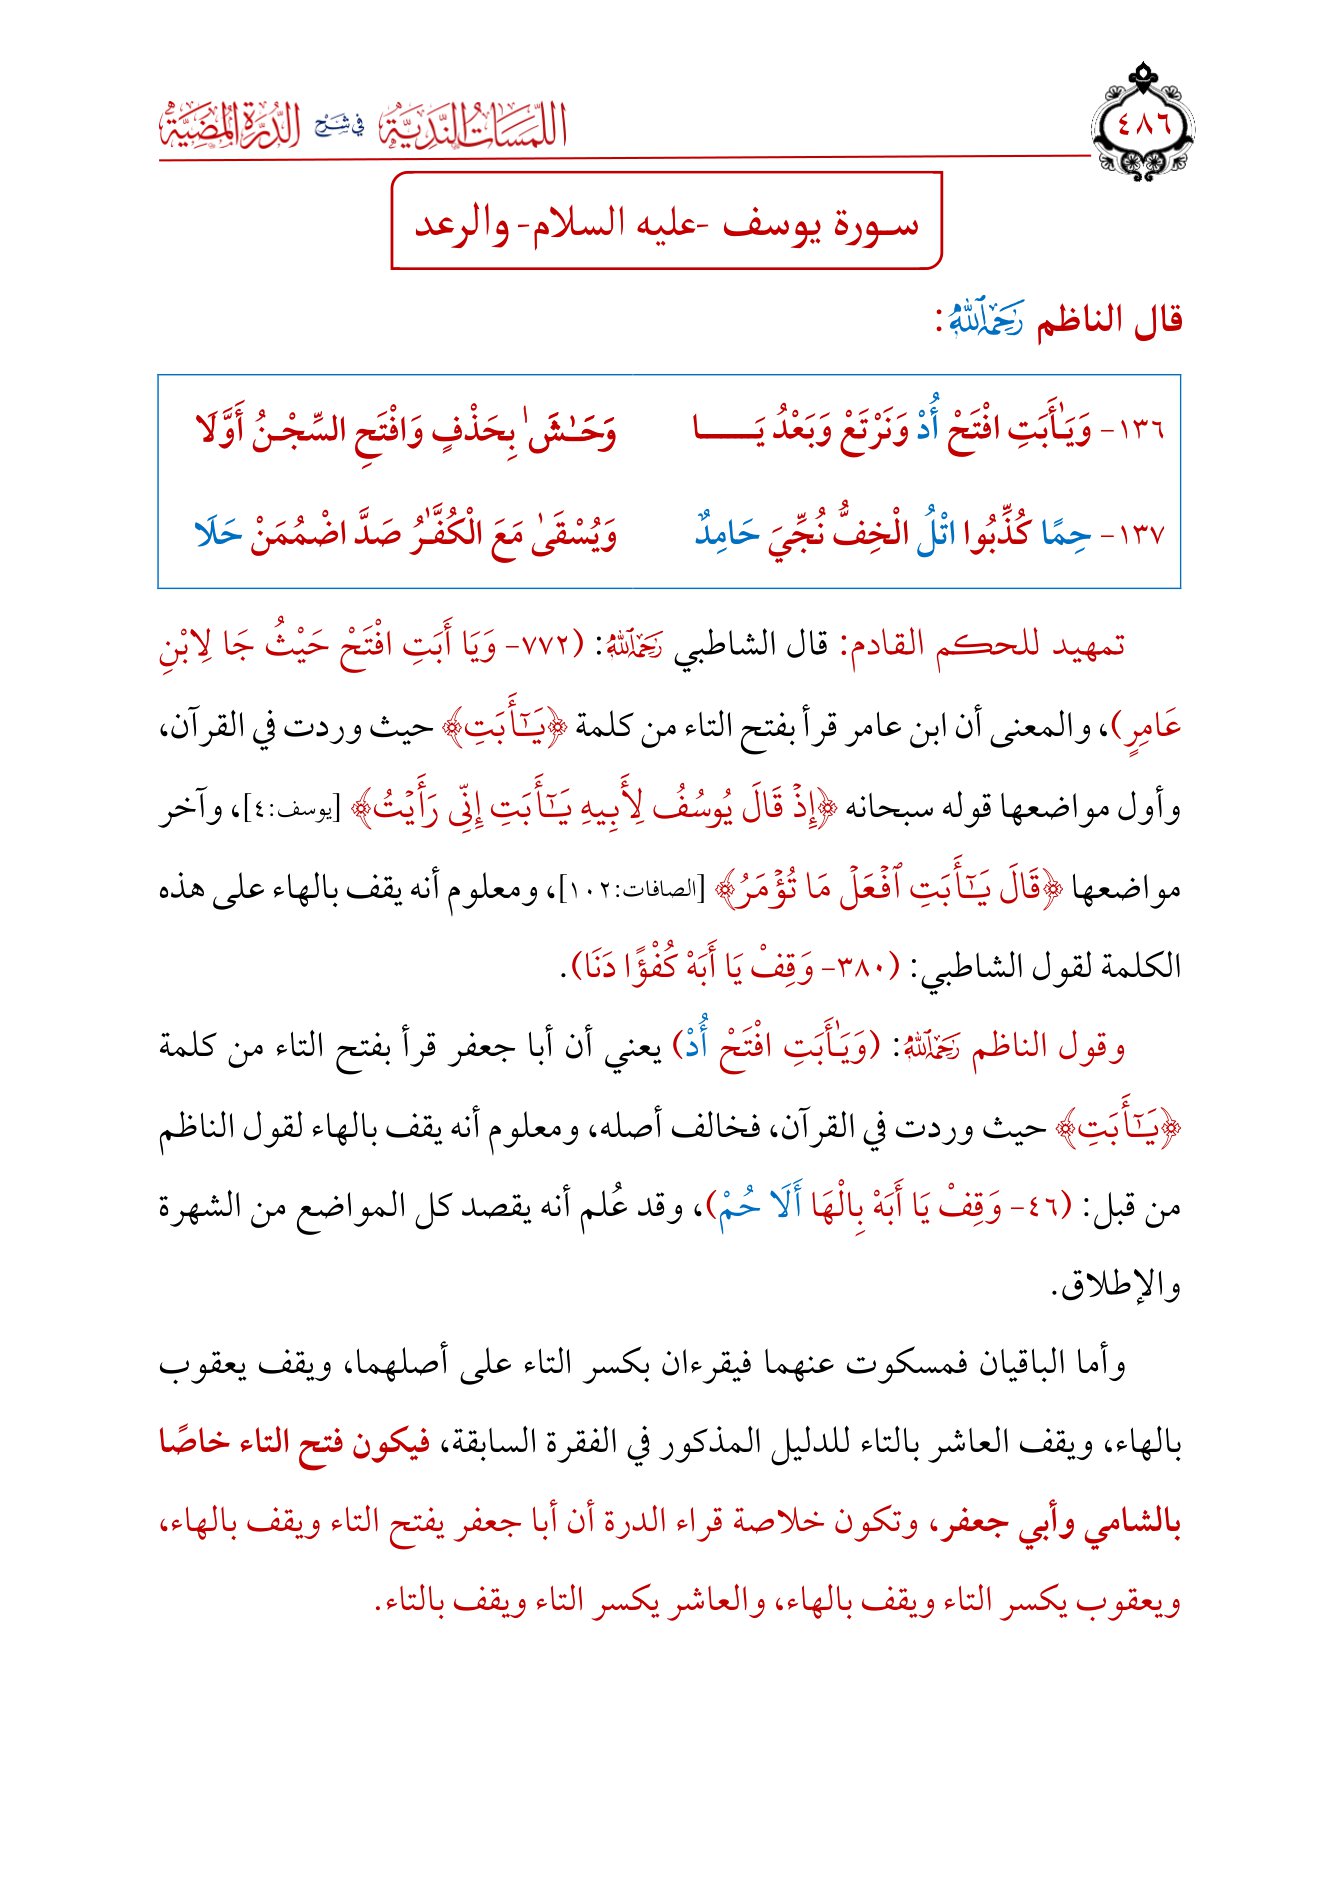 ٤٨٦
اللمسات الندية في شرح الدرة المضية
سورة يوسف -عليه السلام- والرعد
قال الناظم رَحِمَهُ ٱللَّهُ:
١٣٦- وَيَـٰٓأَبَتِ افْتَحْ أُدْ وَنَرْتَعْ وَبَعْدُ يَـــــا وَحَـٰشَ بِحَذْفٍ وَافْتَحِ السِّجْـنُ أَوَّلَا
١٣٧- حِمًا كُذِّبُوا اتْلُ الْخِفُّ نُجِّيَ حَامِدٌ وَيُسْقَىٰ مَعَ الْكُفَّـٰرُ صَدَّ اضْمُمَنْ حَلَا
تمهيد للحكم القادم: قال الشاطبي رَحِمَهُ ٱللَّهُ: (٧٧٢- وَيَا أَبَتِ افْتَحْ حَيْثُ جَا لِابْنِ
عَامِرٍ)، والمعنى أن ابن عامر قرأ بفتح التاء من كلمة ﴿يَـٰٓأَبَتِ﴾ حيث وردت في القرآن،
وأول مواضعها قوله سبحانه ﴿إِذۡ قَالَ يُوسُفُ لِأَبِيهِ يَـٰٓأَبَتِ إِنِّي رَأَيۡتُ﴾ [يوسف:٤]، وآخر
مواضعها ﴿قَالَ يَـٰٓأَبَتِ ٱفۡعَلۡ مَا تُؤۡمَرُ﴾ [الصافات:١٠٢]، ومعلوم أنه يقف بالهاء على هذه
الكلمة لقول الشاطبي: (٣٨٠- وَقِفْ يَا أَبَهْ كُفْؤًا دَنَا).
وقول الناظم رَحِمَهُ ٱللَّهُ: (وَيَـٰٓأَبَتِ افْتَحْ أُدْ) يعني أن أبا جعفر قرأ بفتح التاء من كلمة
﴿يَـٰٓأَبَتِ﴾ حيث وردت في القرآن، فخالف أصله، ومعلوم أنه يقف بالهاء لقول الناظم
من قبل: (٤٦- وَقِفْ يَا أَبَهْ بِالْهَا أَلَا حُمْ)، وقد عُلم أنه يقصد كل المواضع من الشهرة
والإطلاق.
وأما الباقيان فمسكوت عنهما فيقرءان بكسر التاء على أصلهما، ويقف يعقوب
بالهاء، ويقف العاشر بالتاء للدليل المذكور في الفقرة السابقة، فيكون فتح التاء خاصًا
بالشامي وأبي جعفر، وتكون خلاصة قراء الدرة أن أبا جعفر يفتح التاء ويقف بالهاء،
ويعقوب يكسر التاء ويقف بالهاء، والعاشر يكسر التاء ويقف بالتاء.